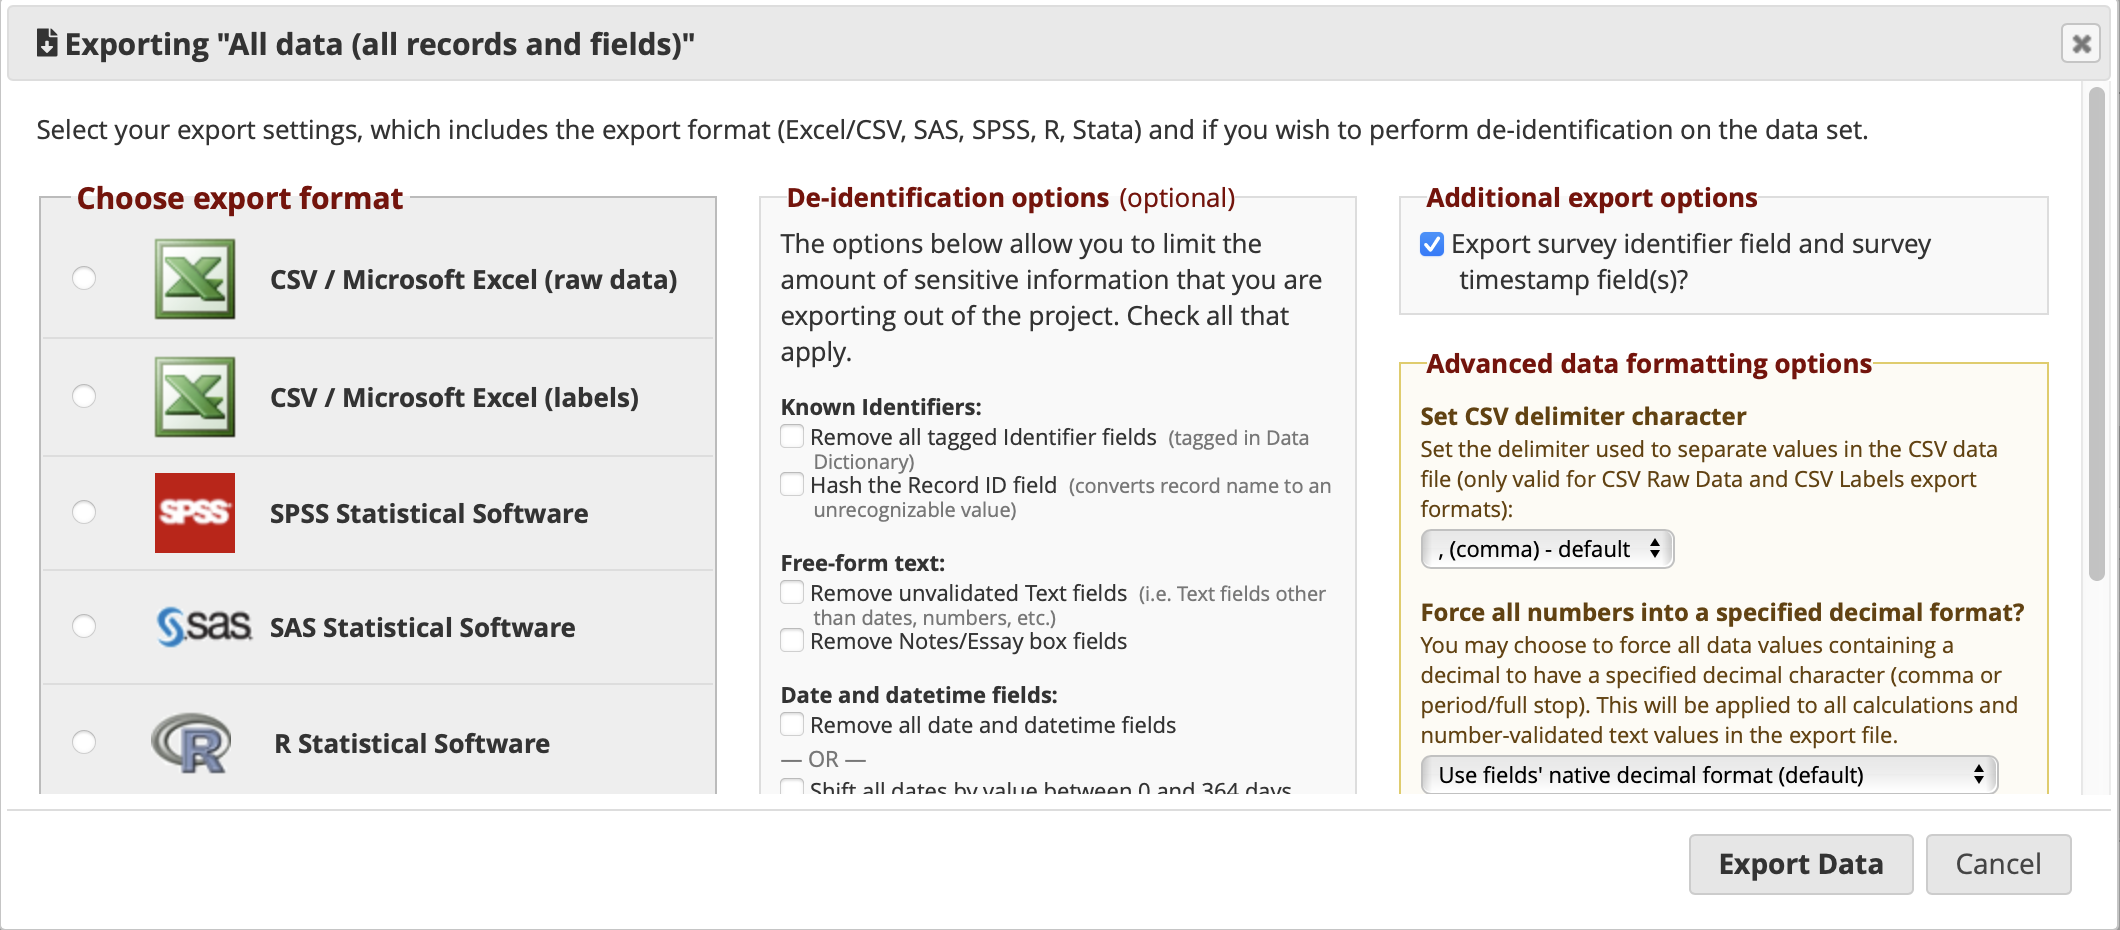 Exporting "All data (all records and fields)"
Select your export settings, which includes the export format (Excel/CSV, SAS, SPSS, R, Stata) and if you wish to perform de-identification on the data set.
Choose export format
CSV / Microsoft Excel (raw data)
CSV / Microsoft Excel (labels)
SPSS
SPSS Statistical Software
sas
SAS Statistical Software
R
R Statistical Software
De-identification options (optional)
The options below allow you to limit the
amount of sensitive information that you are
exporting out of the project. Check all that
apply.
Known Identifiers:
Remove all tagged Identifier fields (tagged in Data
Dictionary)
Hash the Record ID field (converts record name to an
unrecognizable value)
Free-form text:
Remove unvalidated Text fields (i.e. Text fields other
than dates, numbers, etc.)
Remove Notes/Essay box fields
Date and datetime fields:
Remove all date and datetime fields
— OR —
Shift all dates by value between 0 and 364 days
Additional export options
Export survey identifier field and survey
timestamp field(s)?
Advanced data formatting options
Set CSV delimiter character
Set the delimiter used to separate values in the CSV data
file (only valid for CSV Raw Data and CSV Labels export
formats):
, (comma) - default
Force all numbers into a specified decimal format?
You may choose to force all data values containing a
decimal to have a specified decimal character (comma or
period/full stop). This will be applied to all calculations and
number-validated text values in the export file.
Use fields' native decimal format (default)
Export Data
Cancel